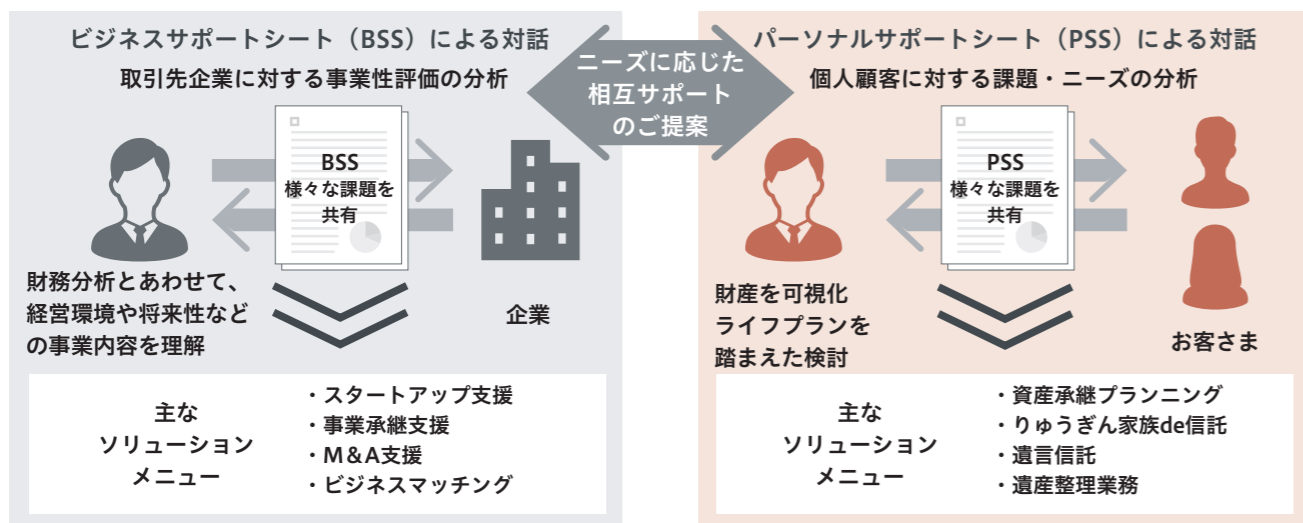 ビジネスサポートシート（BSS）による対話
取引先企業に対する事業性評価の分析
BSS
様々な課題を
共有
財務分析とあわせて、
経営環境や将来性など
の事業内容を理解
企業
主な
ソリューション
メニュー
・スタートアップ支援
・事業承継支援
・M＆A支援
・ビジネスマッチング
ニーズに応じた
相互サポート
のご提案
パーソナルサポートシート（PSS）による対話
個人顧客に対する課題・ニーズの分析
PSS
様々な課題を
共有
財産を可視化
ライフプランを
踏まえた検討
お客さま
主な
ソリューション
メニュー
・資産承継プランニング
・りゅうぎん家族de信託
・遺言信託
・遺産整理業務